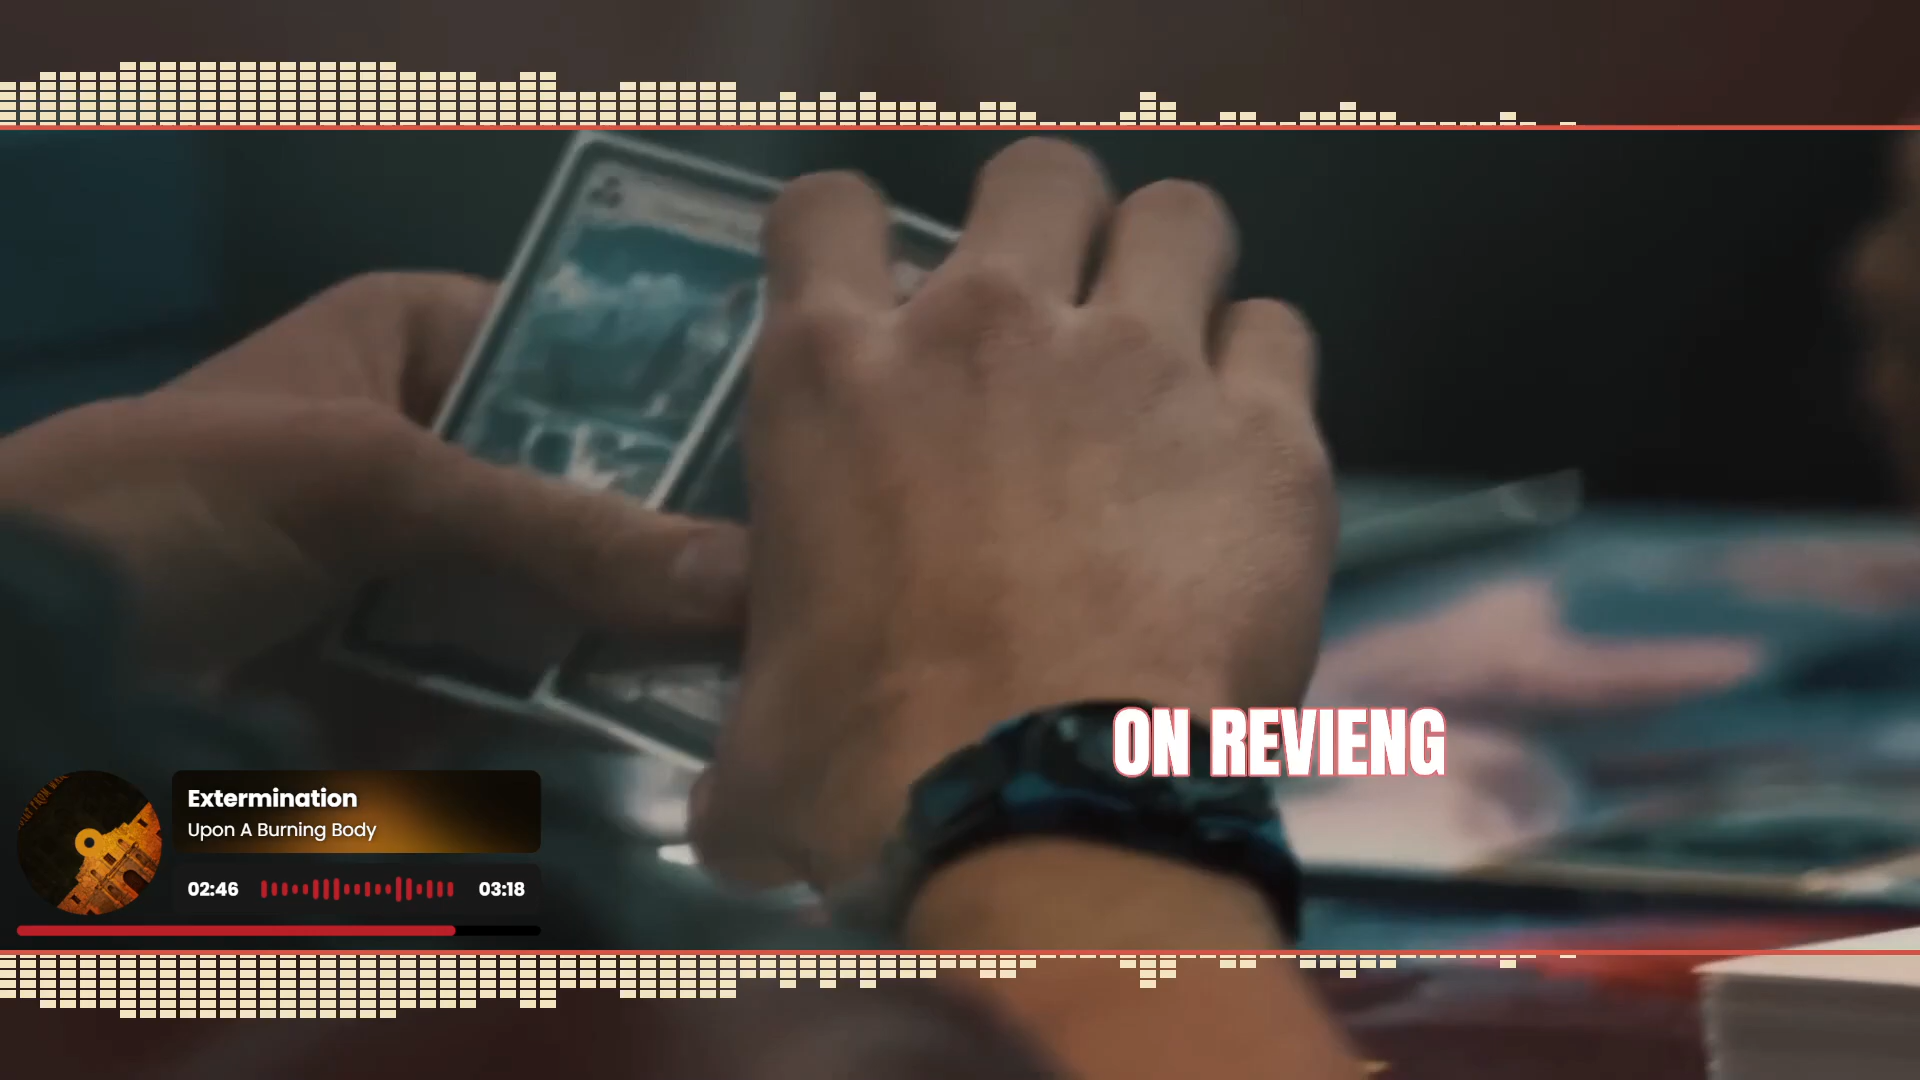 ON REVIENG
Extermination
Upon A Burning Body
02:46 03:18